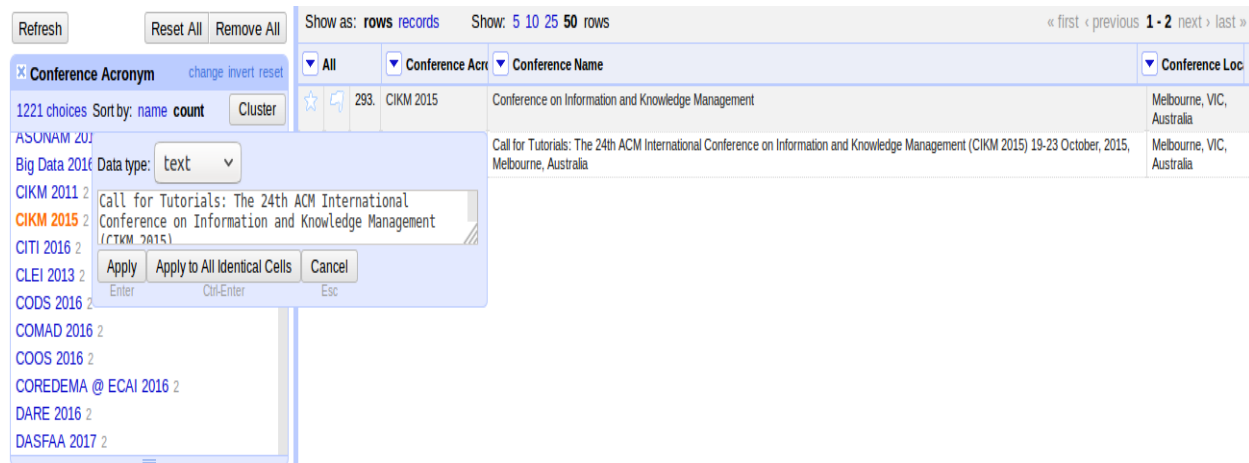 Refresh Reset All Remove All
Show as: rows records Show: 5 10 25 50 rows « first ‹ previous 1 - 2 next › last »
x Conference Acronym change invert reset
1221 choices Sort by: name count Cluster
ASONAM 201
Big Data 2016
CIKM 2011 2
CIKM 2015 2
CITI 2016 2
CLEI 2013 2
CODS 2016 2
COMAD 2016 2
COOS 2016 2
COREDEMA @ ECAI 2016 2
DARE 2016 2
DASFAA 2017 2
Data type: text
Call for Tutorials: The 24th ACM International
Conference on Information and Knowledge Management
(CIKM 2015)
Apply Apply to All Identical Cells Cancel
Enter Ctrl-Enter Esc
All Conference Acro Conference Name Conference Loc
293. CIKM 2015 Conference on Information and Knowledge Management Melbourne, VIC,
Australia
Call for Tutorials: The 24th ACM International Conference on Information and Knowledge Management (CIKM 2015) 19-23 October, 2015, Melbourne, VIC,
Melbourne, Australia Australia